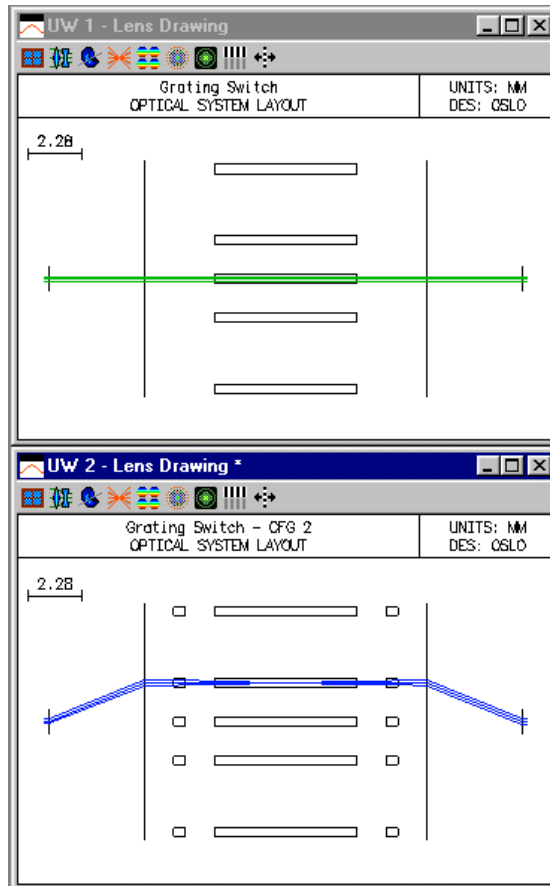 UW 1 - Lens Drawing
Grating Switch
OPTICAL SYSTEM LAYOUT
UNITS: MM
DES: OSLO
2.28
UW 2 - Lens Drawing *
Grating Switch - CFG 2
OPTICAL SYSTEM LAYOUT
UNITS: MM
DES: OSLO
2.28